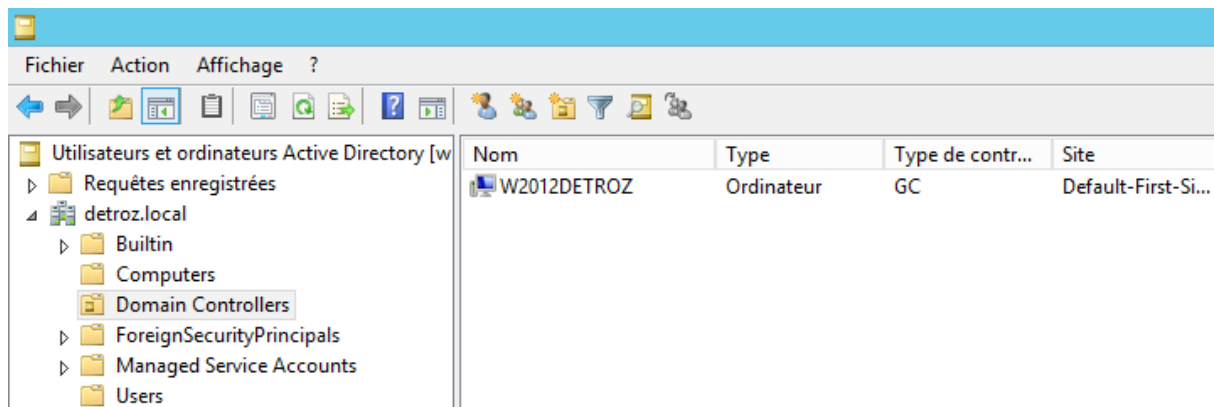 Fichier Action Affichage ?
Utilisateurs et ordinateurs Active Directory [w
Requêtes enregistrées
detroz.local
Builtin
Computers
Domain Controllers
ForeignSecurityPrincipals
Managed Service Accounts
Users
Nom Type Type de contr... Site
W2012DETROZ Ordinateur GC Default-First-Si...